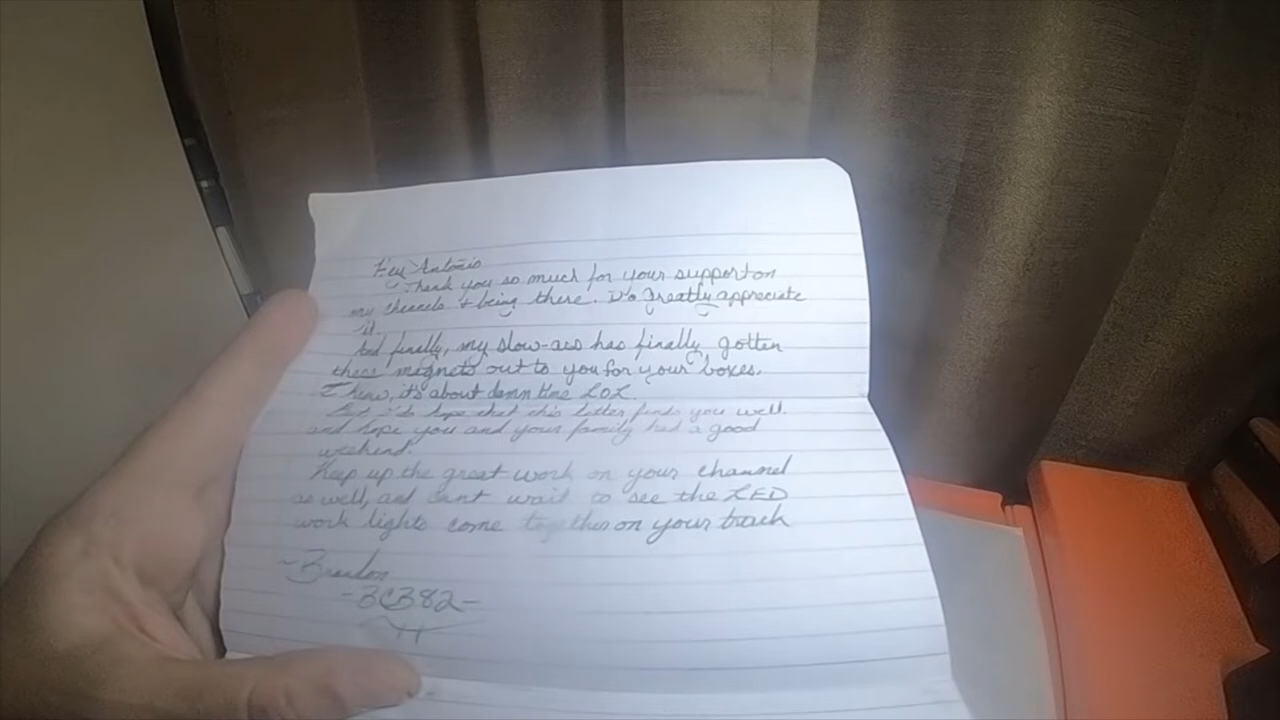 Hey Antonio
Thank you so much for your support on
my channels + being there. I do greatly appreciate
it.
And finally, my slow-ass has finally gotten
these magnets out to you for your boxes.
I know, it's about damn time LOL.
But I do hope that this letter finds you well.
and hope you and your family had a good
weekend.
Keep up the great work on your channel
as well, and can't wait to see the LED
work lights come together on your truck
~Brandon
-BCB82-